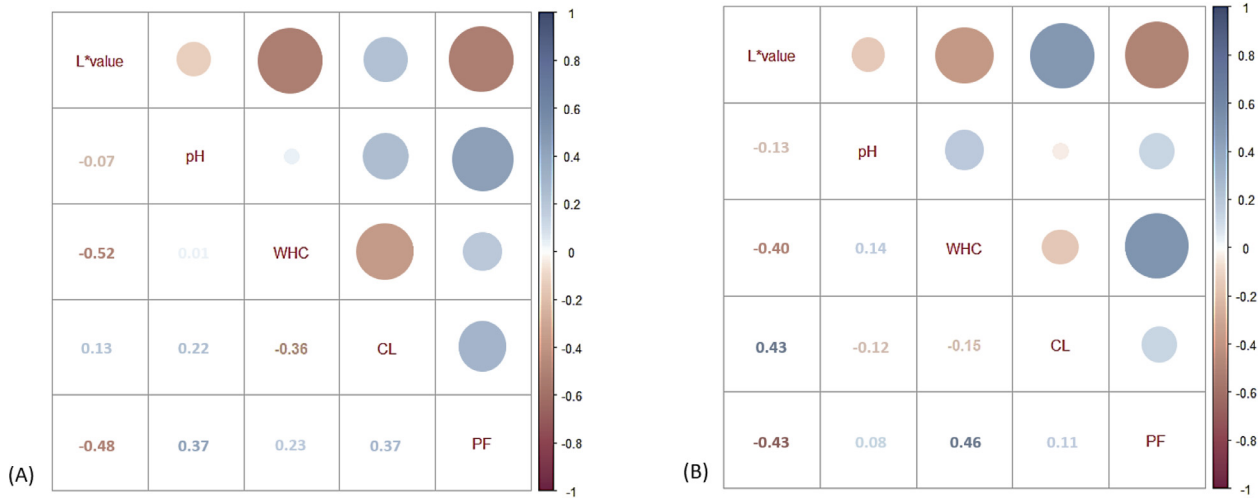 L*value
-0.07 pH
-0.52 0.01 WHC
0.13 0.22 -0.36 CL
-0.48 0.37 0.23 0.37 PF
1
0.8
0.6
0.4
0.2
0
-0.2
-0.4
-0.6
-0.8
-1
(A)
L*value
-0.13 pH
-0.40 0.14 WHC
0.43 -0.12 -0.15 CL
-0.43 0.08 0.46 0.11 PF
1
0.8
0.6
0.4
0.2
0
-0.2
-0.4
-0.6
-0.8
-1
(B)